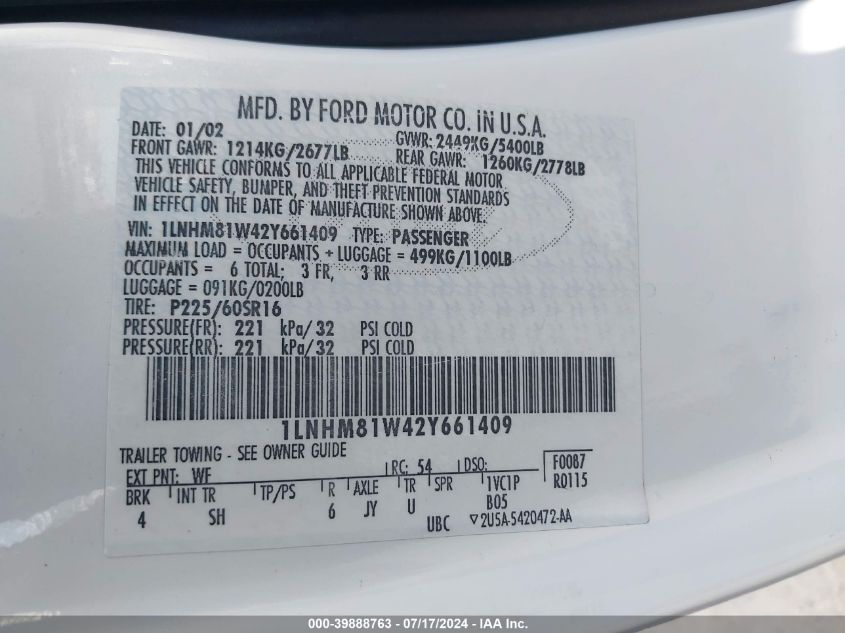 MFD. BY FORD MOTOR CO. IN U.S.A.
DATE: 01/02 GVWR: 2449KG/5400LB
FRONT GAWR: 1214KG/2677LB REAR GAWR: 1260KG/2778LB
THIS VEHICLE CONFORMS TO ALL APPLICABLE FEDERAL MOTOR
VEHICLE SAFETY, BUMPER, AND THEFT PREVENTION STANDARDS
IN EFFECT ON THE DATE OF MANUFACTURE SHOWN ABOVE.
VIN: 1LNHM81W42Y661409 TYPE: PASSENGER
MAXIMUM LOAD = OCCUPANTS + LUGGAGE = 499KG/1100LB
OCCUPANTS = 6 TOTAL; 3 FR, 3 RR
LUGGAGE = 091KG/0200LB
TIRE: P225/60SR16
PRESSURE(FR): 221 kPa/ 32 PSI COLD
PRESSURE(RR): 221 kPa/ 32 PSI COLD
1LNHM81W42Y661409
TRAILER TOWING - SEE OWNER GUIDE
EXT PNT: WF RC: 54 DSO: F0087
BRK INT TR TP/PS R AXLE TR SPR 1VC1P R0115
4 SH 6 JY U B05
UBC ▽2U5A-5420472-AA
000-39888763 - 07/17/2024 - IAAI Inc.